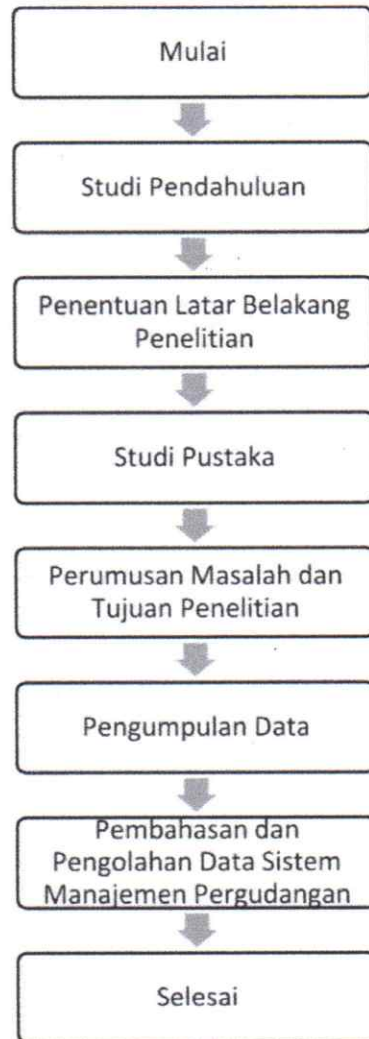 Mulai
Studi Pendahuluan
Penentuan Latar Belakang
Penelitian
Studi Pustaka
Perumusan Masalah dan
Tujuan Penelitian
Pengumpulan Data
Pembahasan dan
Pengolahan Data Sistem
Manajemen Pergudangan
Selesai